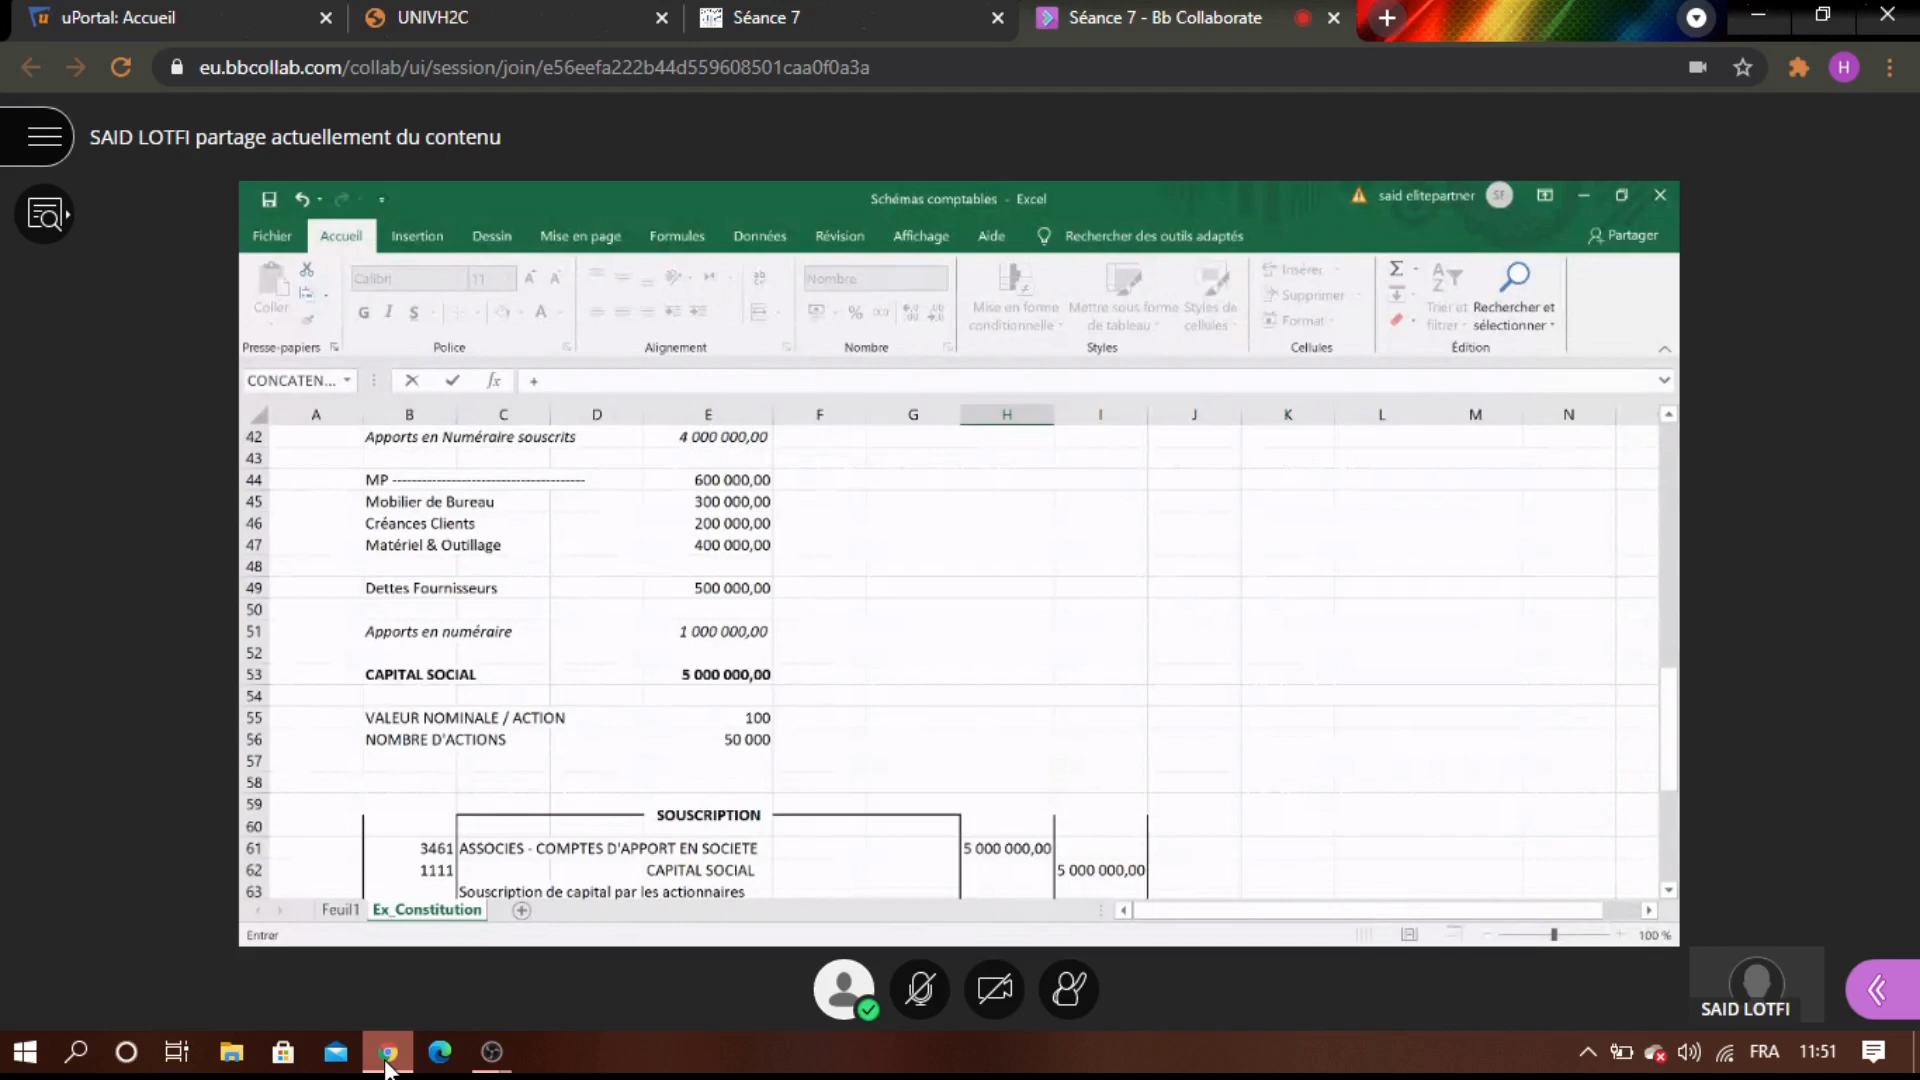 uPortal: Accueil
UNIVH2C
Séance 7
Séance 7 - Bb Collaborate
eu.bbcollab.com/collab/ui/session/join/e56eefa222b44d559608501caa0f0a3a
H
SAID LOTFI partage actuellement du contenu
Schémas comptables - Excel
said elitepartner
SE
Fichier
Accueil
Insertion
Dessin
Mise en page
Formules
Données
Révision
Affichage
Aide
Rechercher des outils adaptés
Partager
Coller
Calibri
11
G I S
Nombre
Mise en forme conditionnelle
Mettre sous forme de tableau
Styles de cellules
Insérer
Supprimer
Format
Trier et filtrer
Rechercher et sélectionner
Presse-papiers
Police
Alignement
Nombre
Styles
Cellules
Édition
CONCATEN...
fx
+
A B C D E F G H I J K L M N
42 Apports en Numéraire souscrits 4 000 000,00
43
44 MP ---------------------------------------- 600 000,00
45 Mobilier de Bureau 300 000,00
46 Créances Clients 200 000,00
47 Matériel & Outillage 400 000,00
48
49 Dettes Fournisseurs 500 000,00
50
51 Apports en numéraire 1 000 000,00
52
53 CAPITAL SOCIAL 5 000 000,00
54
55 VALEUR NOMINALE / ACTION 100
56 NOMBRE D'ACTIONS 50 000
57
58
59 SOUSCRIPTION
60
61 3461 ASSOCIES - COMPTES D'APPORT EN SOCIETE 5 000 000,00
62 1111 CAPITAL SOCIAL 5 000 000,00
63 Souscription de capital par les actionnaires
Feuil1
Ex_Constitution
Entrer
100 %
SAID LOTFI
FRA
11:51